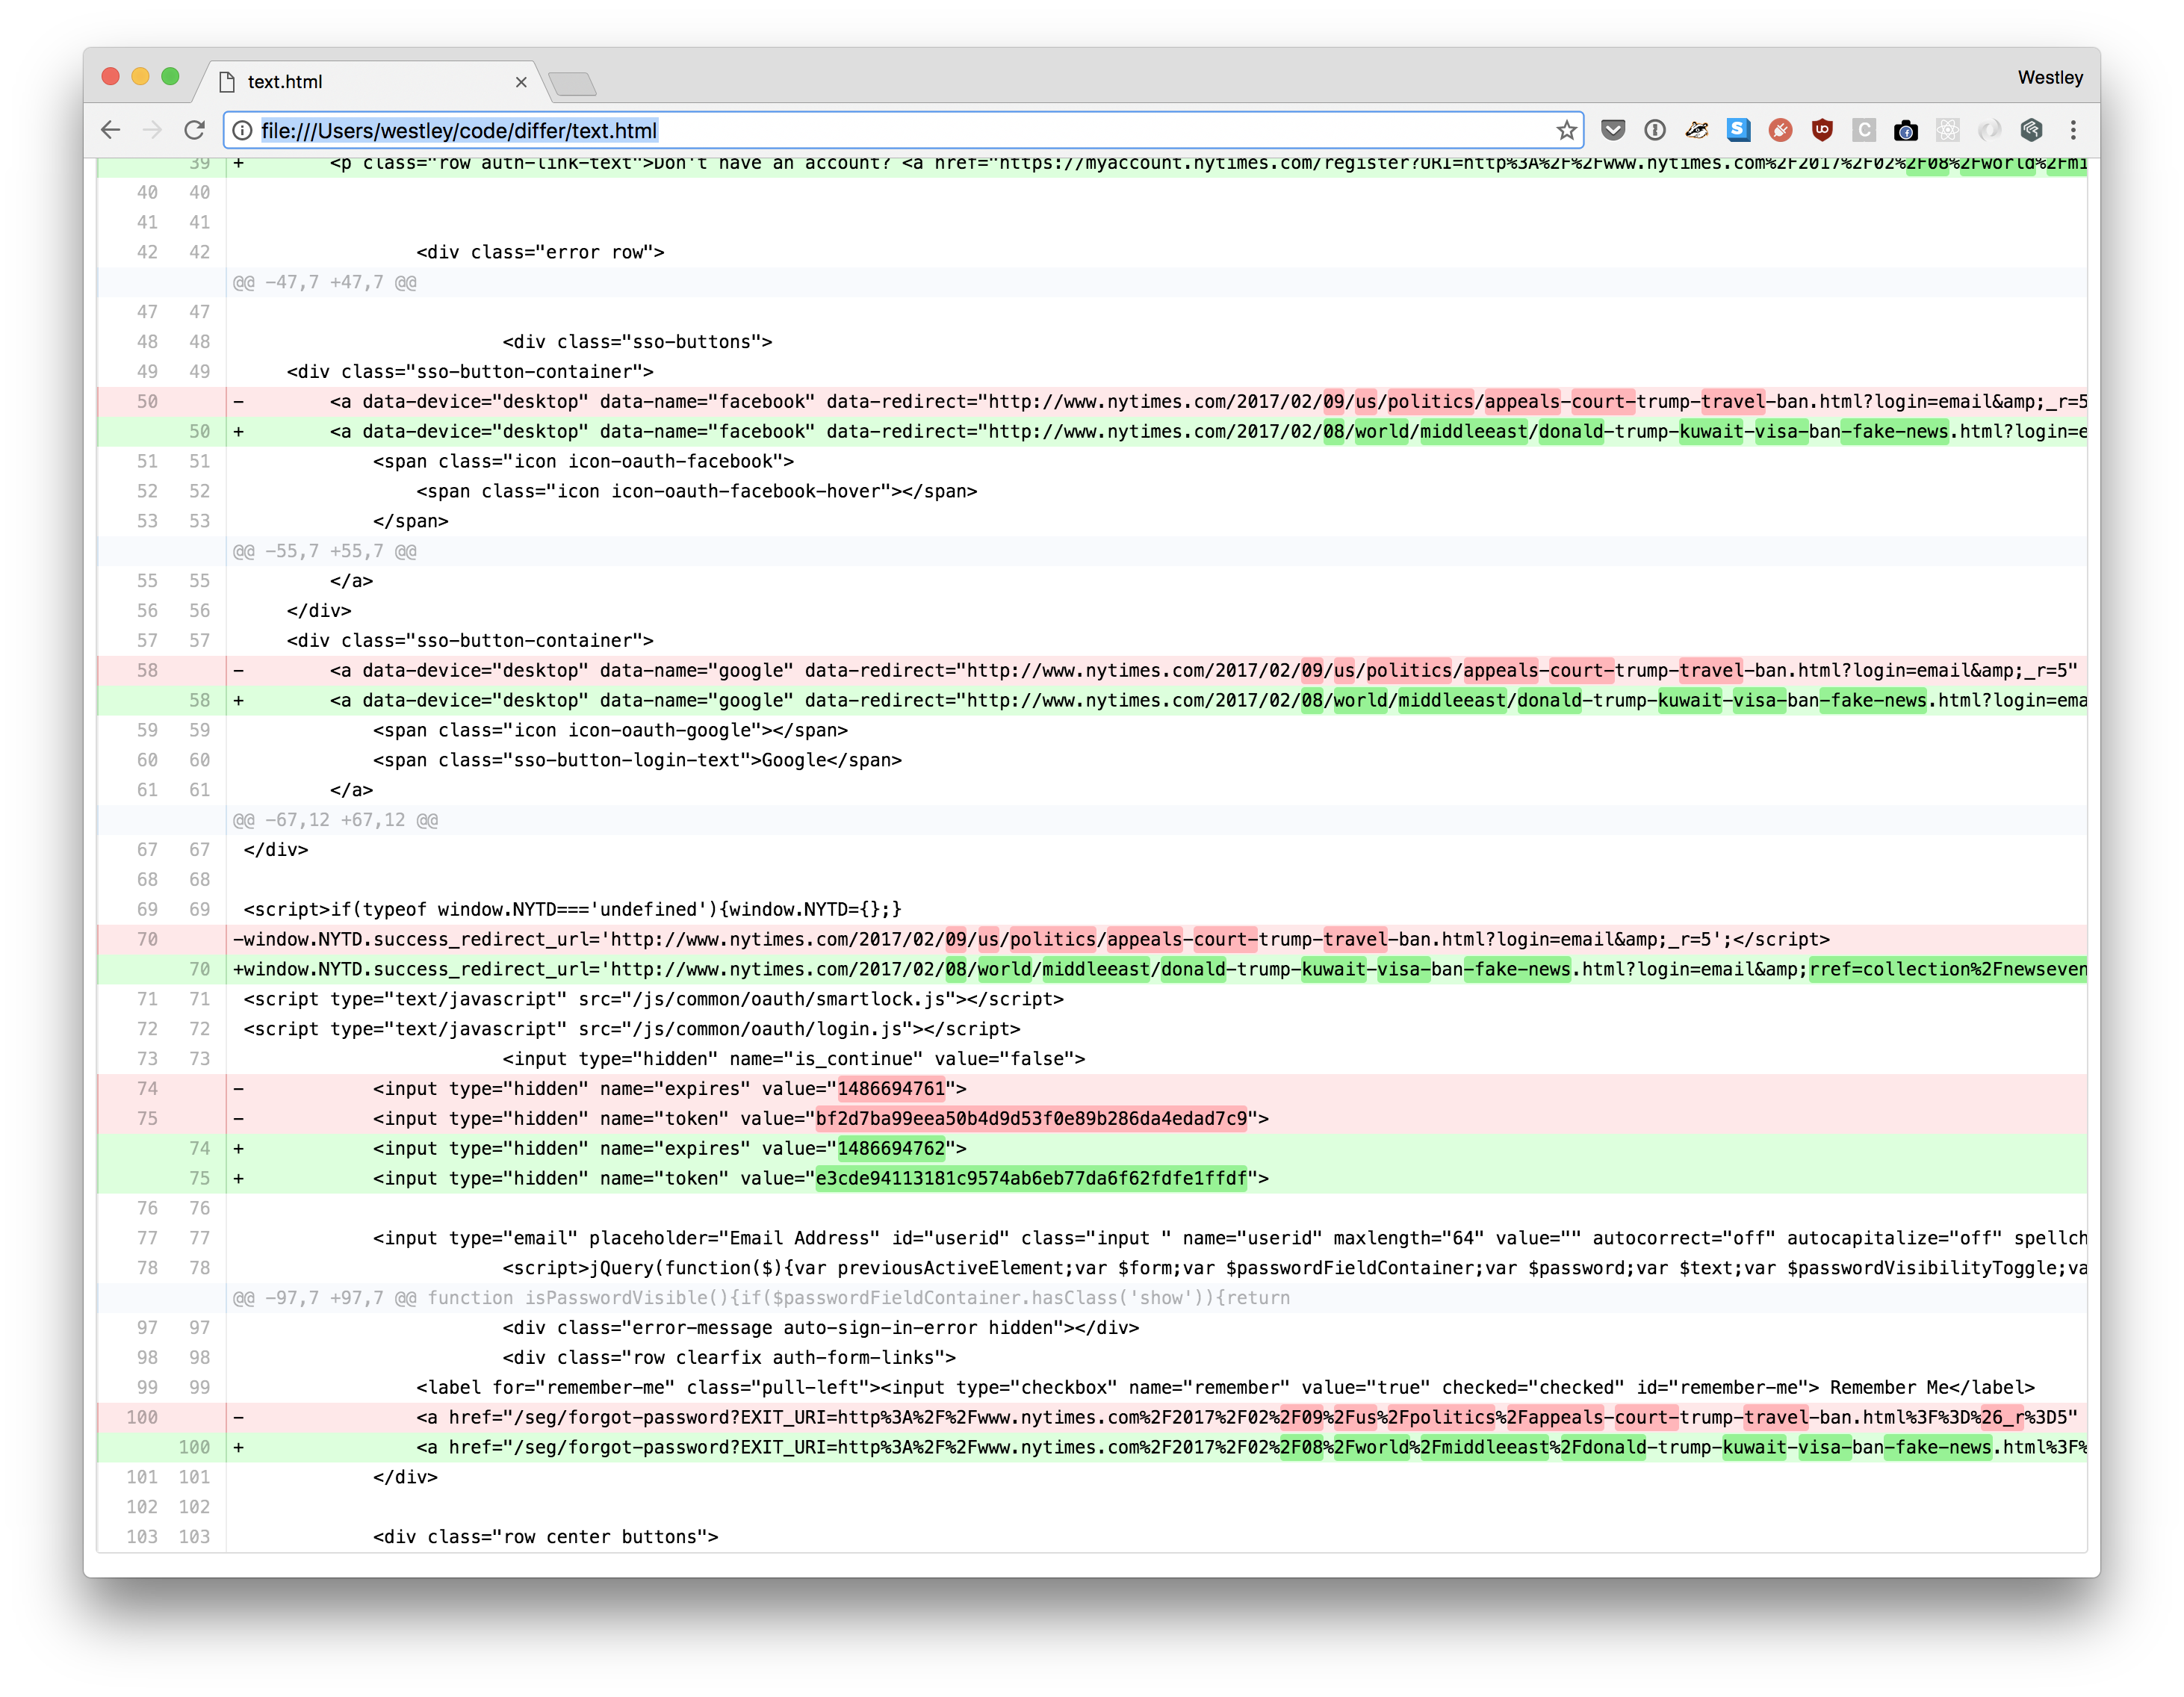 text.html
Westley
file:///Users/westley/code/differ/text.html
39 + <p class="row auth-link-text">Don't have an account? <a href="https://myaccount.nytimes.com/register?URI=http%3A%2F%2Fwww.nytimes.com%2F2017%2F02%2F08%2Fworld%2Fmi
40 40
41 41
42 42 <div class="error row">
@@ -47,7 +47,7 @@
47 47
48 48 <div class="sso-buttons">
49 49 <div class="sso-button-container">
50 - <a data-device="desktop" data-name="facebook" data-redirect="http://www.nytimes.com/2017/02/09/us/politics/appeals-court-trump-travel-ban.html?login=email&amp;_r=5
50 + <a data-device="desktop" data-name="facebook" data-redirect="http://www.nytimes.com/2017/02/08/world/middleeast/donald-trump-kuwait-visa-ban-fake-news.html?login=e
51 51 <span class="icon icon-oauth-facebook">
52 52 <span class="icon icon-oauth-facebook-hover"></span>
53 53 </span>
@@ -55,7 +55,7 @@
55 55 </a>
56 56 </div>
57 57 <div class="sso-button-container">
58 - <a data-device="desktop" data-name="google" data-redirect="http://www.nytimes.com/2017/02/09/us/politics/appeals-court-trump-travel-ban.html?login=email&amp;_r=5"
58 + <a data-device="desktop" data-name="google" data-redirect="http://www.nytimes.com/2017/02/08/world/middleeast/donald-trump-kuwait-visa-ban-fake-news.html?login=ema
59 59 <span class="icon icon-oauth-google"></span>
60 60 <span class="sso-button-login-text">Google</span>
61 61 </a>
@@ -67,12 +67,12 @@
67 67 </div>
68 68
69 69 <script>if(typeof window.NYTD==='undefined'){window.NYTD={};}
70 -window.NYTD.success_redirect_url='http://www.nytimes.com/2017/02/09/us/politics/appeals-court-trump-travel-ban.html?login=email&amp;_r=5';</script>
70 +window.NYTD.success_redirect_url='http://www.nytimes.com/2017/02/08/world/middleeast/donald-trump-kuwait-visa-ban-fake-news.html?login=email&amp;rref=collection%2Fnewseven
71 71 <script type="text/javascript" src="/js/common/oauth/smartlock.js"></script>
72 72 <script type="text/javascript" src="/js/common/oauth/login.js"></script>
73 73 <input type="hidden" name="is_continue" value="false">
74 - <input type="hidden" name="expires" value="1486694761">
75 - <input type="hidden" name="token" value="bf2d7ba99eea50b4d9d53f0e89b286da4edad7c9">
74 + <input type="hidden" name="expires" value="1486694762">
75 + <input type="hidden" name="token" value="e3cde94113181c9574ab6eb77da6f62fdfe1ffdf">
76 76
77 77 <input type="email" placeholder="Email Address" id="userid" class="input " name="userid" maxlength="64" value="" autocorrect="off" autocapitalize="off" spellch
78 78 <script>jQuery(function($){var previousActiveElement;var $form;var $passwordFieldContainer;var $password;var $text;var $passwordVisibilityToggle;va
@@ -97,7 +97,7 @@ function isPasswordVisible(){if($passwordFieldContainer.hasClass('show')){return
97 97 <div class="error-message auto-sign-in-error hidden"></div>
98 98 <div class="row clearfix auth-form-links">
99 99 <label for="remember-me" class="pull-left"><input type="checkbox" name="remember" value="true" checked="checked" id="remember-me"> Remember Me</label>
100 - <a href="/seg/forgot-password?EXIT_URI=http%3A%2F%2Fwww.nytimes.com%2F2017%2F02%2F09%2Fus%2Fpolitics%2Fappeals-court-trump-travel-ban.html%3F%3D%26_r%3D5"
100 + <a href="/seg/forgot-password?EXIT_URI=http%3A%2F%2Fwww.nytimes.com%2F2017%2F02%2F08%2Fworld%2Fmiddleeast%2Fdonald-trump-kuwait-visa-ban-fake-news.html%3F%
101 101 </div>
102 102
103 103 <div class="row center buttons">